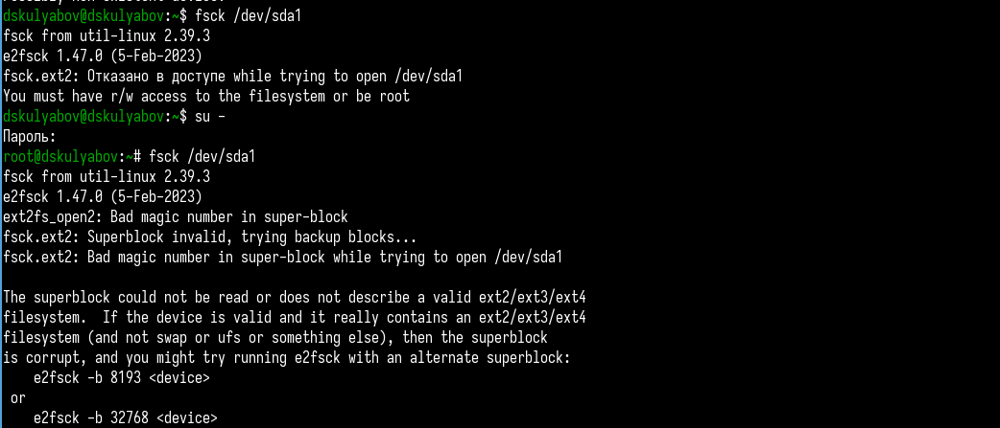 dskulyabov@dskulyabov:~$ fsck /dev/sda1
fsck from util-linux 2.39.3
e2fsck 1.47.0 (5-Feb-2023)
fsck.ext2: Отказано в доступе while trying to open /dev/sda1
You must have r/w access to the filesystem or be root
dskulyabov@dskulyabov:~$ su -
Пароль:
root@dskulyabov:~# fsck /dev/sda1
fsck from util-linux 2.39.3
e2fsck 1.47.0 (5-Feb-2023)
ext2fs_open2: Bad magic number in super-block
fsck.ext2: Superblock invalid, trying backup blocks...
fsck.ext2: Bad magic number in super-block while trying to open /dev/sda1

The superblock could not be read or does not describe a valid ext2/ext3/ext4
filesystem.  If the device is valid and it really contains an ext2/ext3/ext4
filesystem (and not swap or ufs or something else), then the superblock
is corrupt, and you might try running e2fsck with an alternate superblock:
    e2fsck -b 8193 <device>
 or
    e2fsck -b 32768 <device>